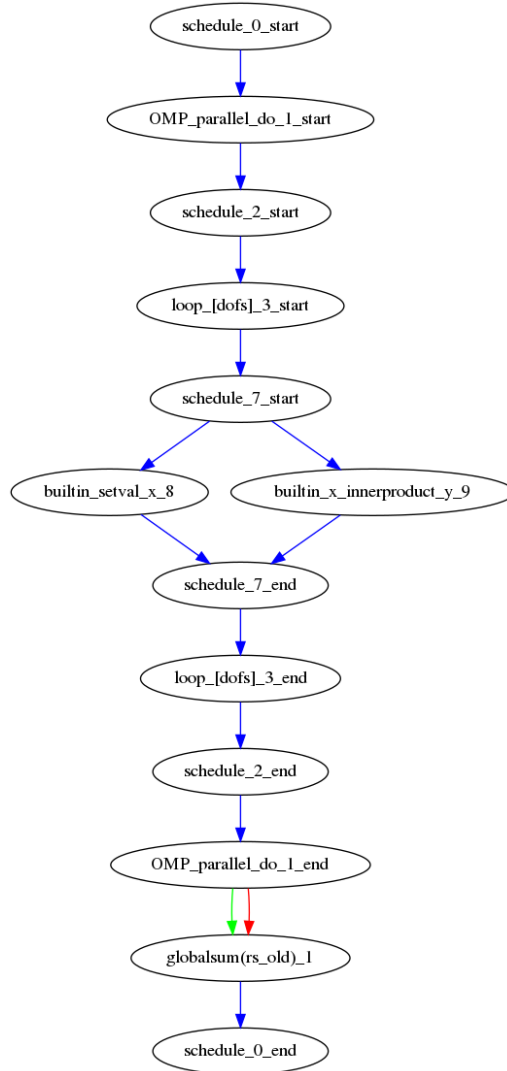 schedule_0_start
OMP_parallel_do_1_start
schedule_2_start
loop_[dofs]_3_start
schedule_7_start
builtin_setval_x_8
builtin_x_innerproduct_y_9
schedule_7_end
loop_[dofs]_3_end
schedule_2_end
OMP_parallel_do_1_end
globalsum(rs_old)_1
schedule_0_end